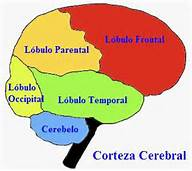 Lóbulo Frontal
Lóbulo Parental
Lóbulo
Occipital
Lóbulo Temporal
Cerebelo
Corteza Cerebral